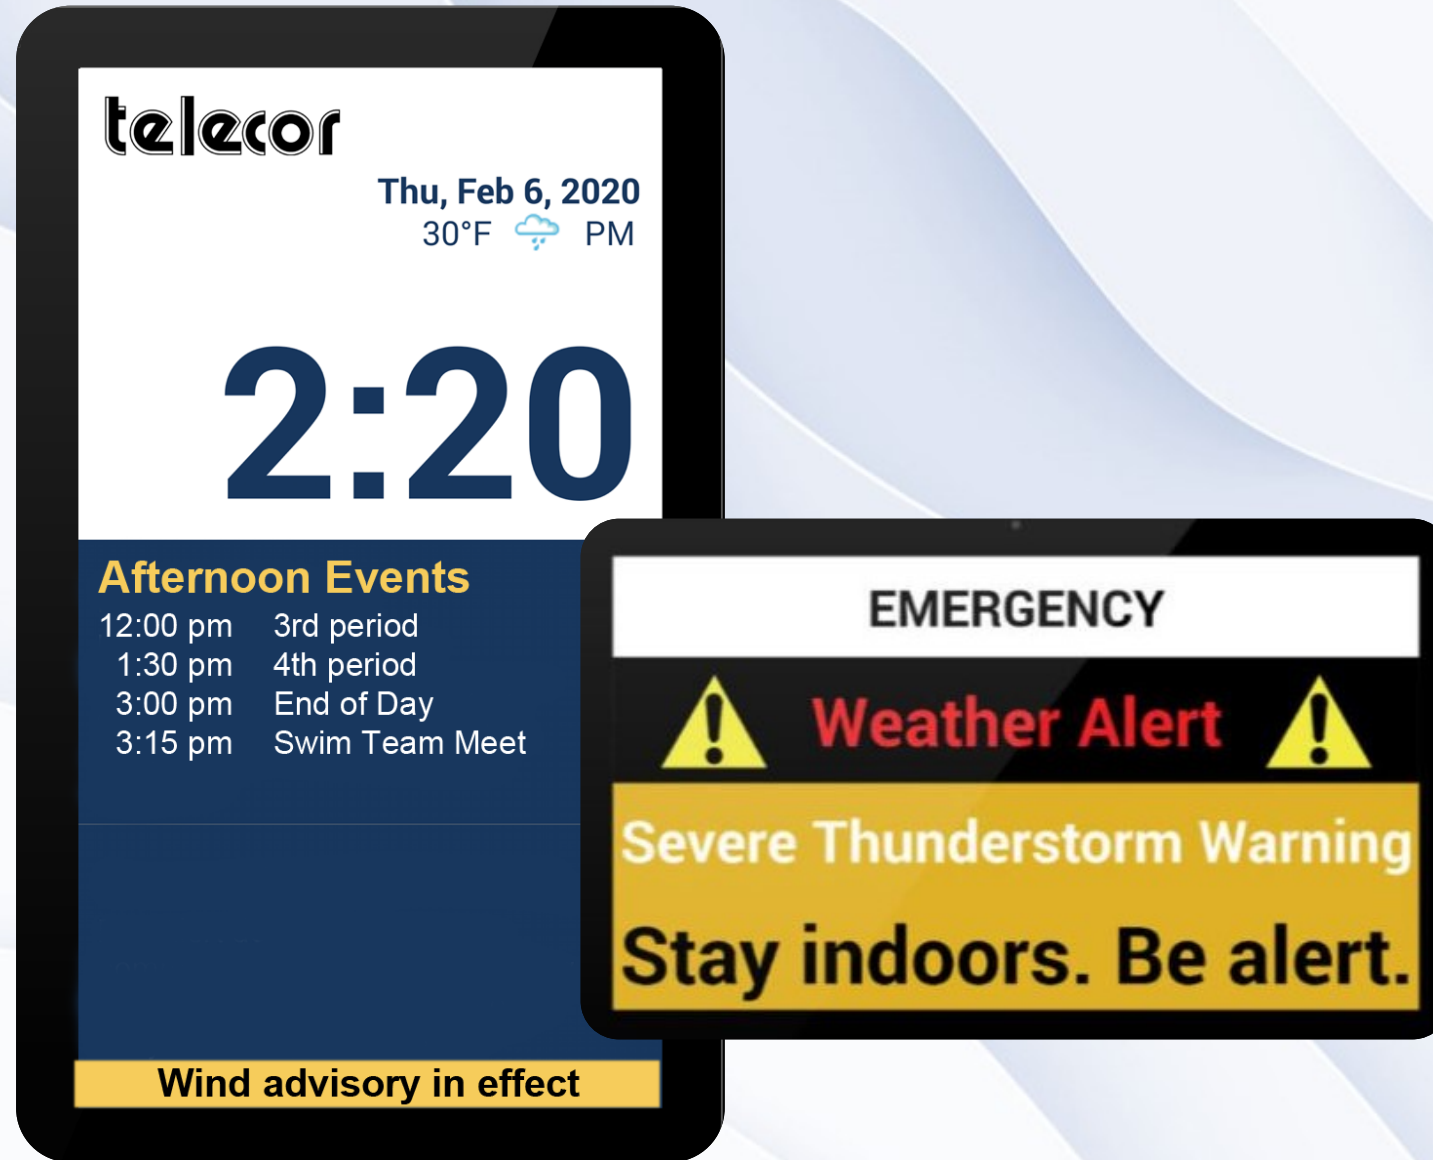 telecor
Thu, Feb 6, 2020
30°F PM
2:20
Afternoon Events
12:00 pm 3rd period
1:30 pm 4th period
3:00 pm End of Day
3:15 pm Swim Team Meet
Wind advisory in effect
EMERGENCY
Weather Alert
Severe Thunderstorm Warning
Stay indoors. Be alert.